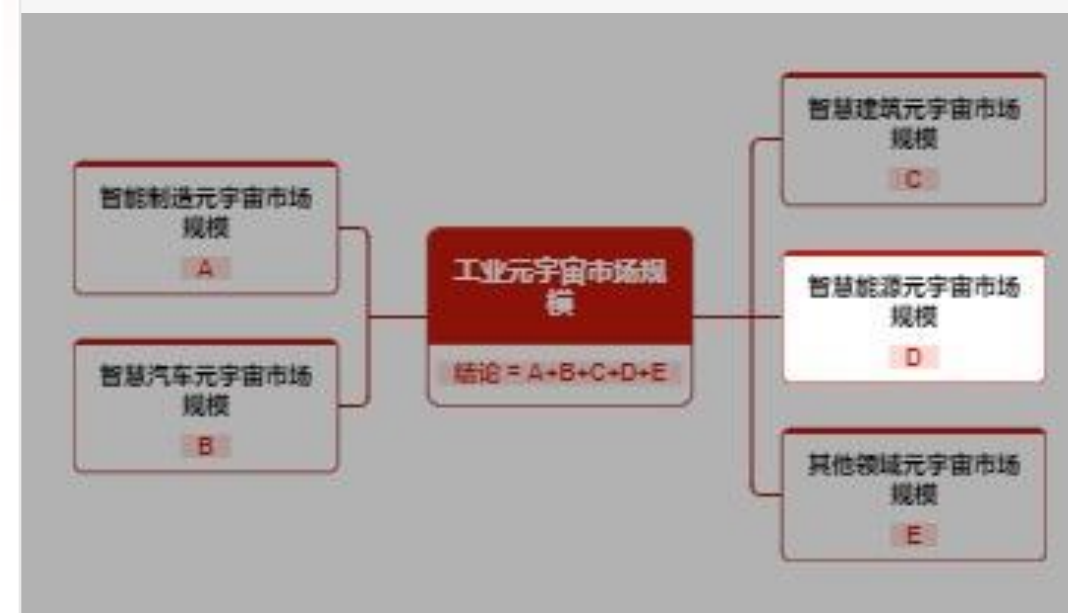 智能制造元宇宙市场
规模
A
智慧汽车元宇宙市场
规模
B
工业元宇宙市场规
模
结论 = A+B+C+D+E
智慧建筑元宇宙市场
规模
C
智慧能源元宇宙市场
规模
D
其他领域元宇宙市场
规模
E